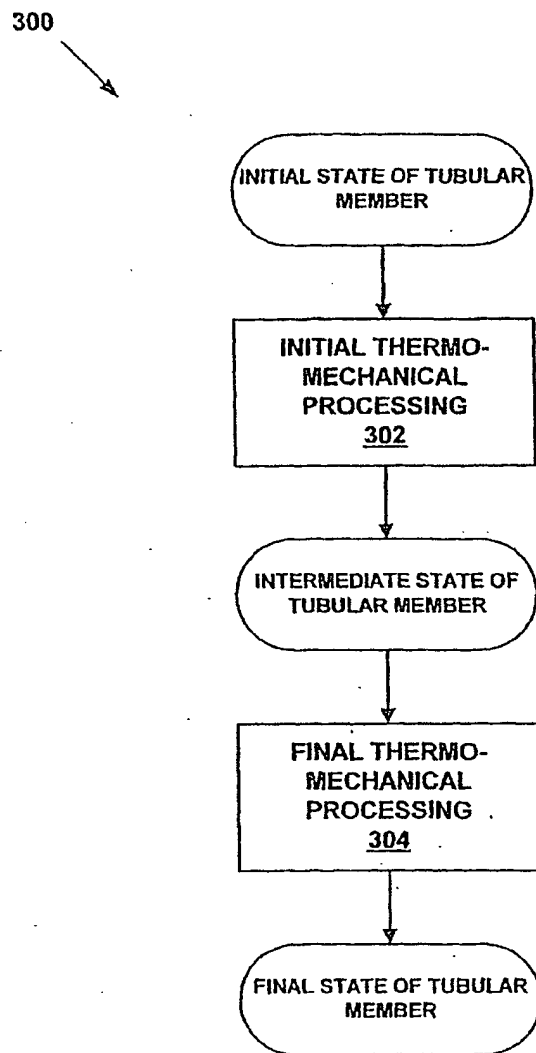 300
INITIAL STATE OF TUBULAR
MEMBER
INITIAL THERMO-
MECHANICAL
PROCESSING
302
INTERMEDIATE STATE OF
TUBULAR MEMBER
FINAL THERMO-
MECHANICAL
PROCESSING
304
FINAL STATE OF TUBULAR
MEMBER